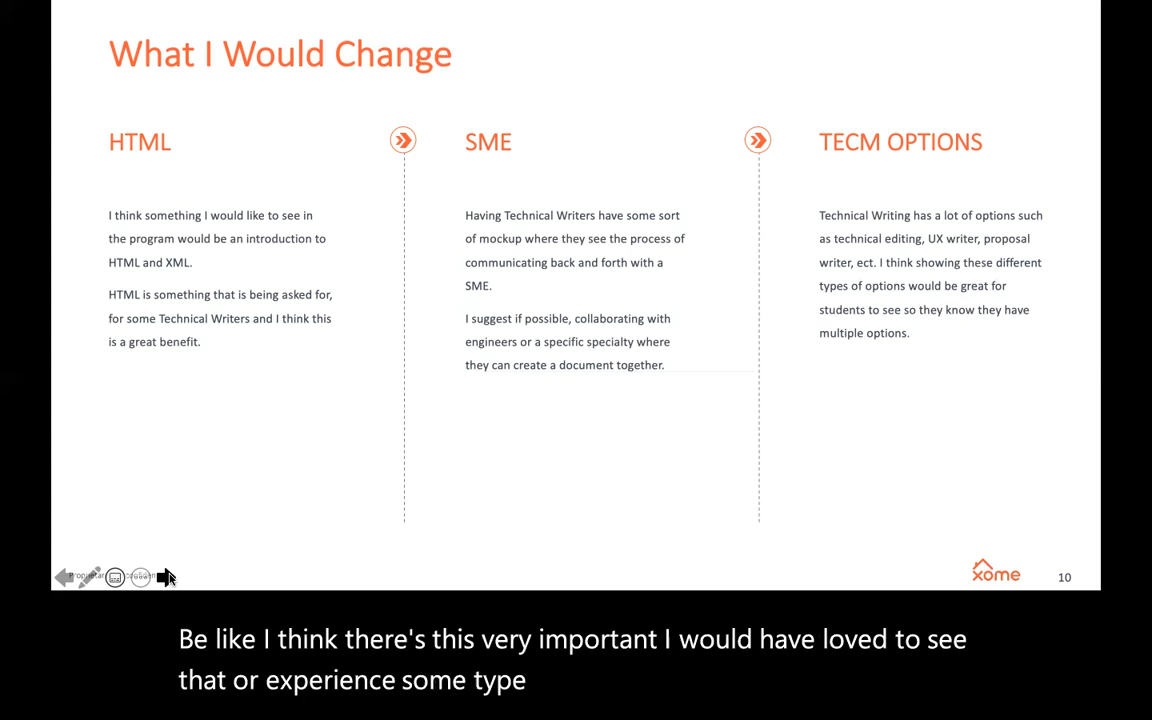 What I Would Change
HTML
I think something I would like to see in
the program would be an introduction to
HTML and XML.
HTML is something that is being asked for,
for some Technical Writers and I think this
is a great benefit.
SME
Having Technical Writers have some sort
of mockup where they see the process of
communicating back and forth with a
SME.
I suggest if possible, collaborating with
engineers or a specific specialty where
they can create a document together.
TECM OPTIONS
Technical Writing has a lot of options such
as technical editing, UX writer, proposal
writer, ect. I think showing these different
types of options would be great for
students to see so they know they have
multiple options.
xome
10
Be like I think there's this very important I would have loved to see
that or experience some type